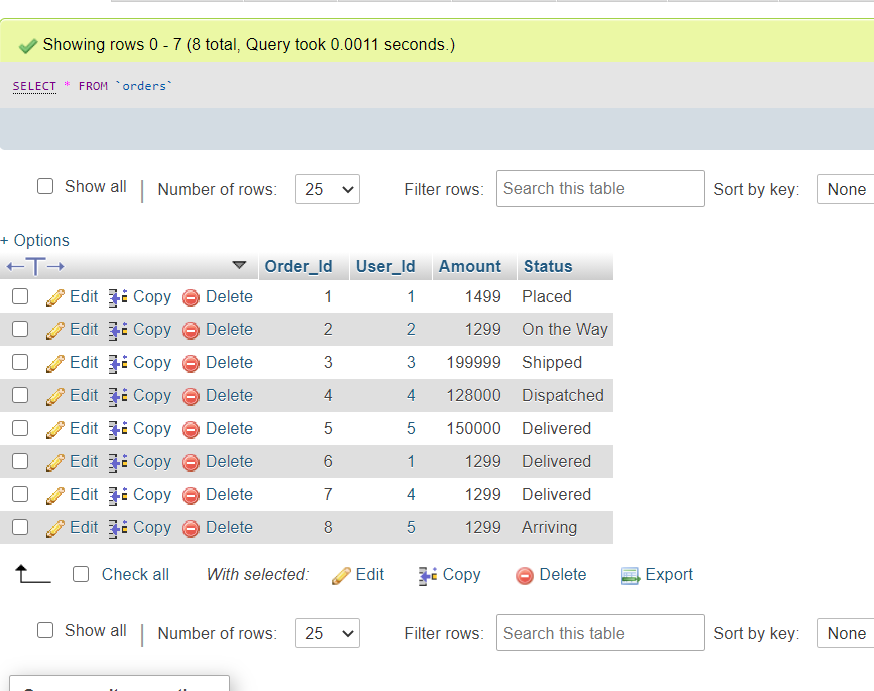 Showing rows 0 - 7 (8 total, Query took 0.0011 seconds.)
SELECT * FROM `orders`
Show all | Number of rows: 25 Filter rows: Search this table Sort by key: None
+ Options
←T→ Order_Id User_Id Amount Status
Edit Copy Delete 1 1 1499 Placed
Edit Copy Delete 2 2 1299 On the Way
Edit Copy Delete 3 3 199999 Shipped
Edit Copy Delete 4 4 128000 Dispatched
Edit Copy Delete 5 5 150000 Delivered
Edit Copy Delete 6 1 1299 Delivered
Edit Copy Delete 7 4 1299 Delivered
Edit Copy Delete 8 5 1299 Arriving
Check all With selected: Edit Copy Delete Export
Show all | Number of rows: 25 Filter rows: Search this table Sort by key: None